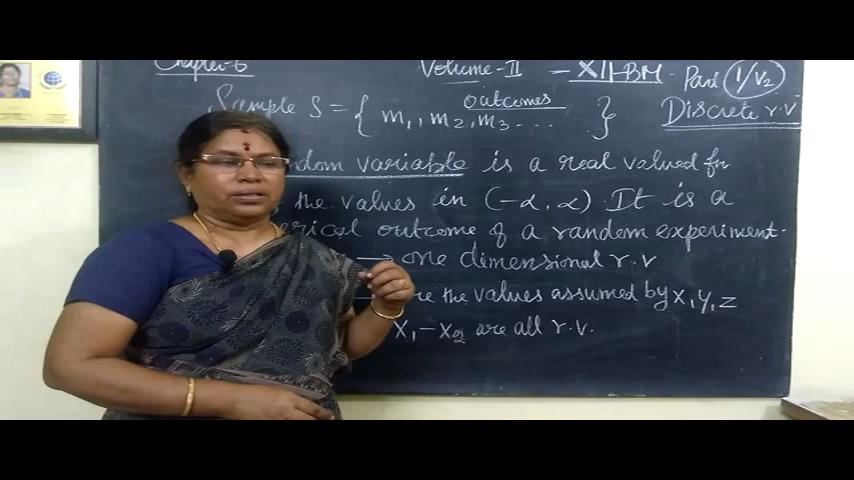 Chapter-6 Volume-II - XII-BM Part 1/V2
Sample S = { outcomes m1, m2, m3 ... } Discrete r.v
ndom variable is a real valued fn
the values in (-α, α). It is a
erical outcome of a random experiment.
→ one dimensional r.v
re the values assumed by X, Y, Z
X1 - X2 are all r.v.